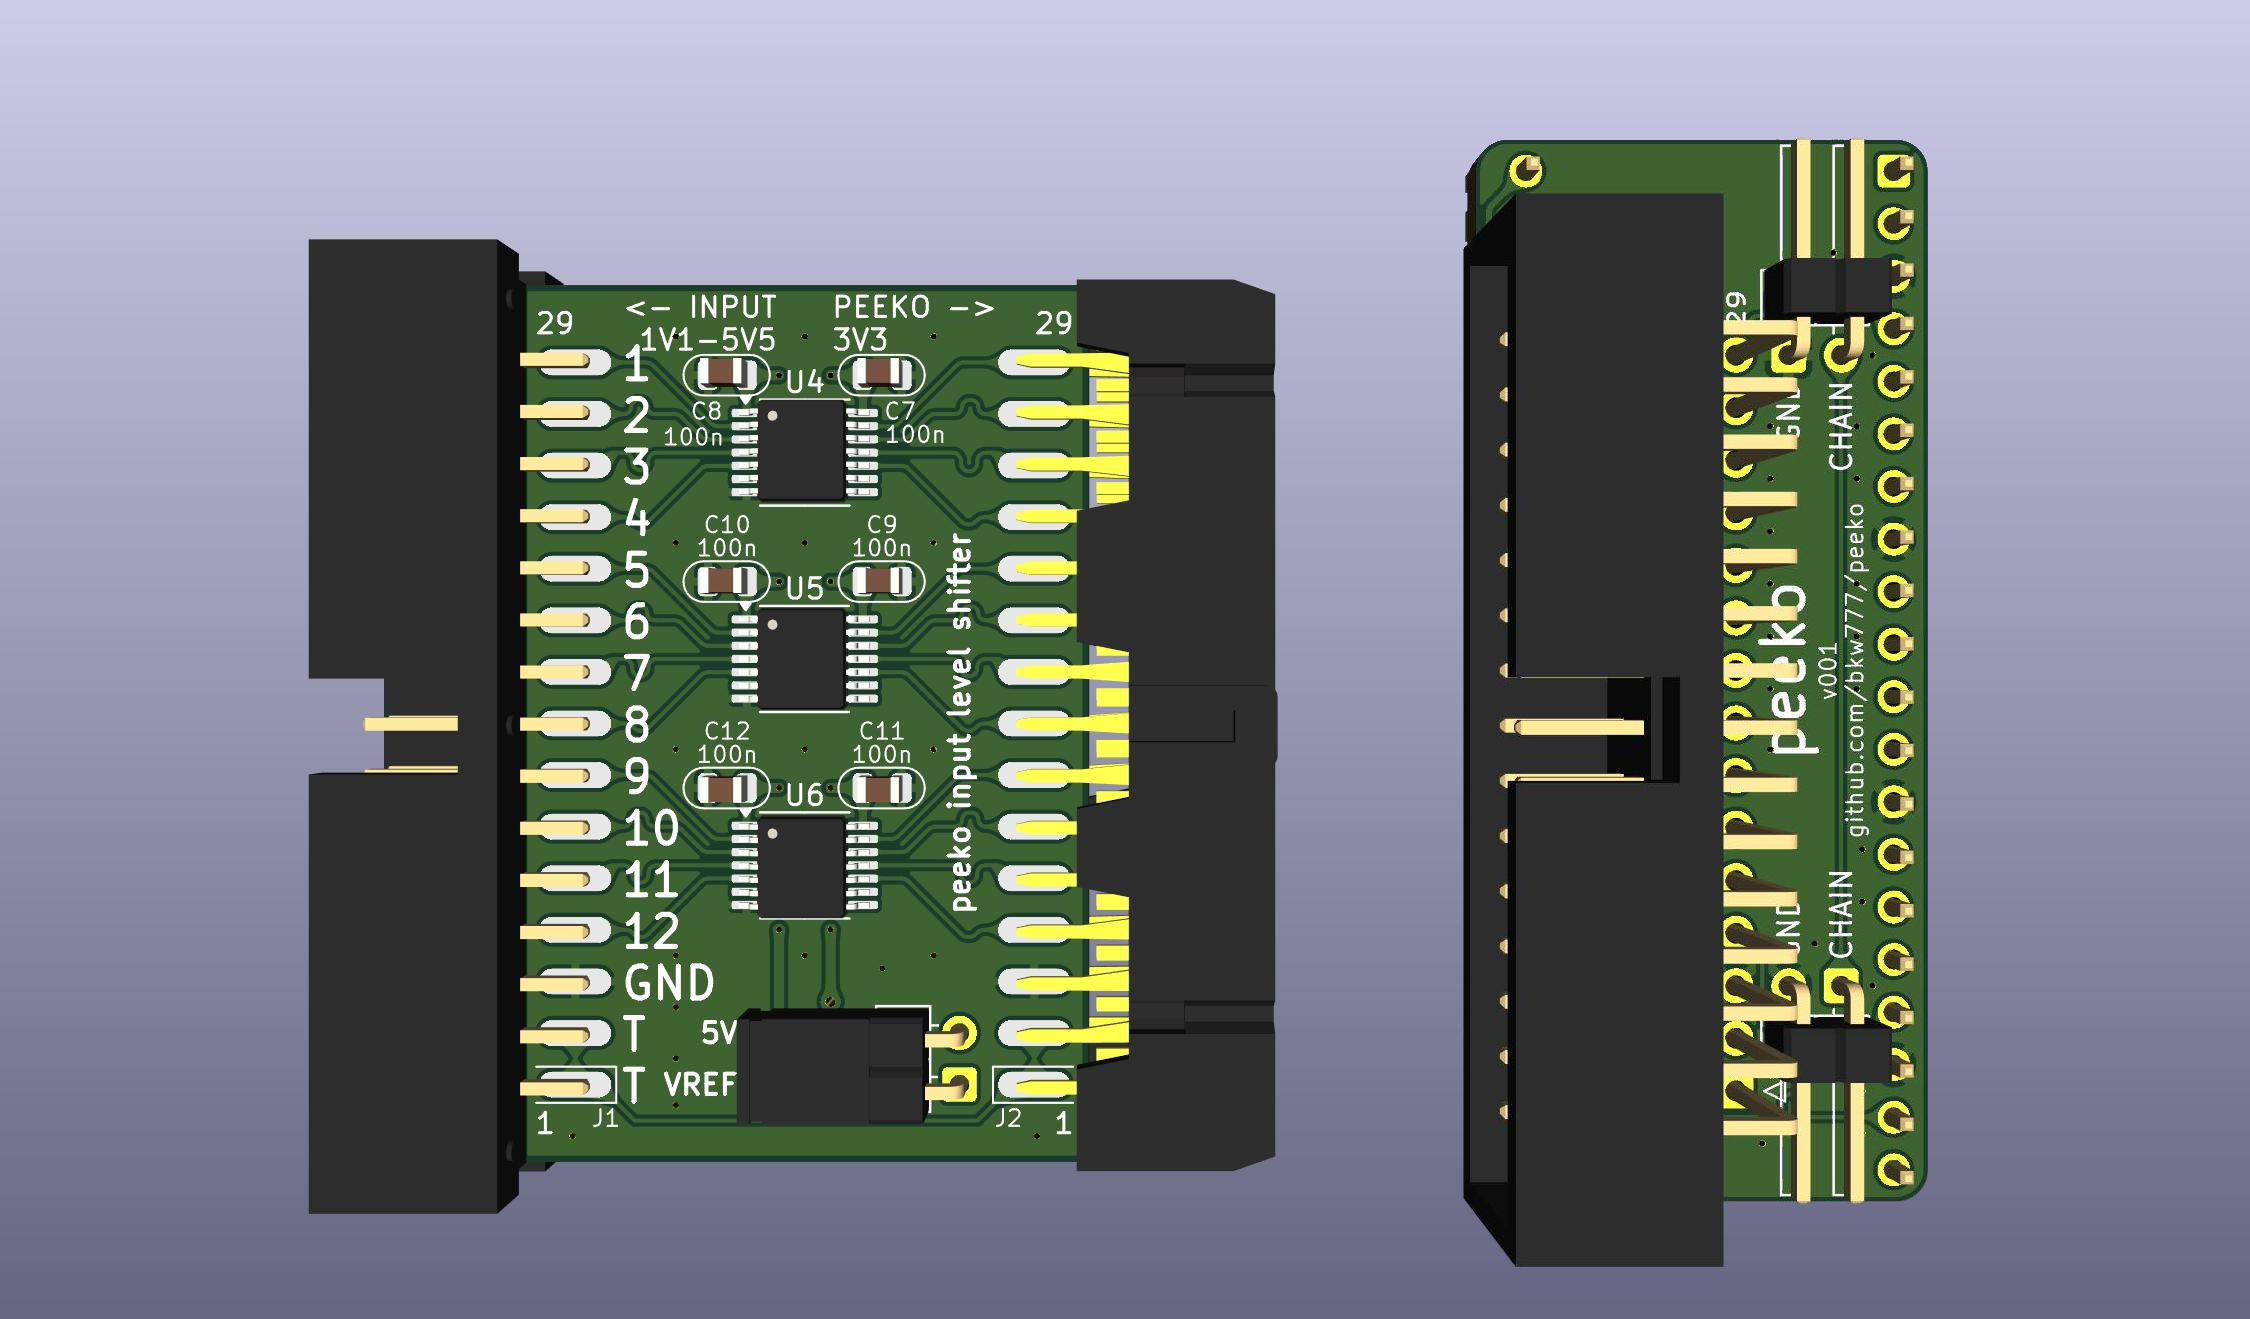 <- INPUT PEEKO ->
1V1-5V5 3V3
29
29
1
2
3
4
5
6
7
8
9
10
11
12
GND
T
T
5V
VREF
1
J1
J2
1
U4
C8
100n
C7
100n
C10
100n
C9
100n
U5
C12
100n
C11
100n
U6
peeko input level shifter
29
GND
CHAIN
peeko
v001
github.com/bkw777/peeko
GND
CHAIN